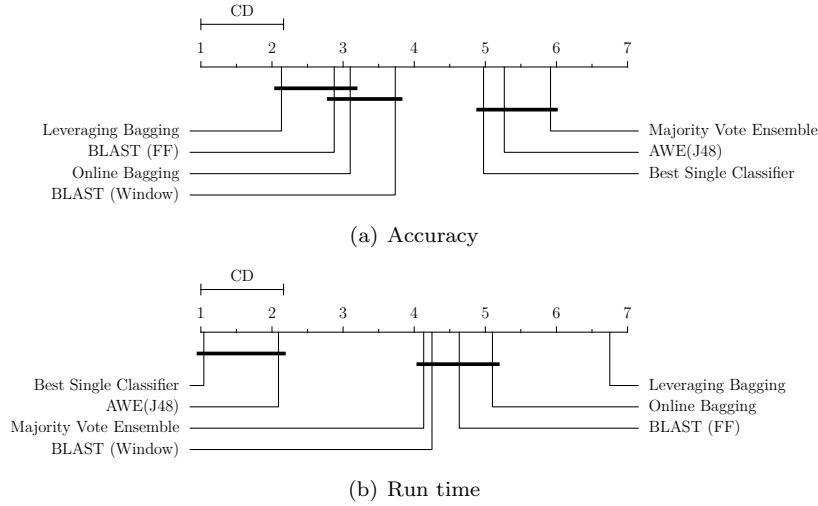 CD
1 2 3 4 5 6 7
Leveraging Bagging Majority Vote Ensemble
BLAST (FF) AWE(J48)
Online Bagging Best Single Classifier
BLAST (Window)
(a) Accuracy
CD
1 2 3 4 5 6 7
Best Single Classifier Leveraging Bagging
AWE(J48) Online Bagging
Majority Vote Ensemble BLAST (FF)
BLAST (Window)
(b) Run time